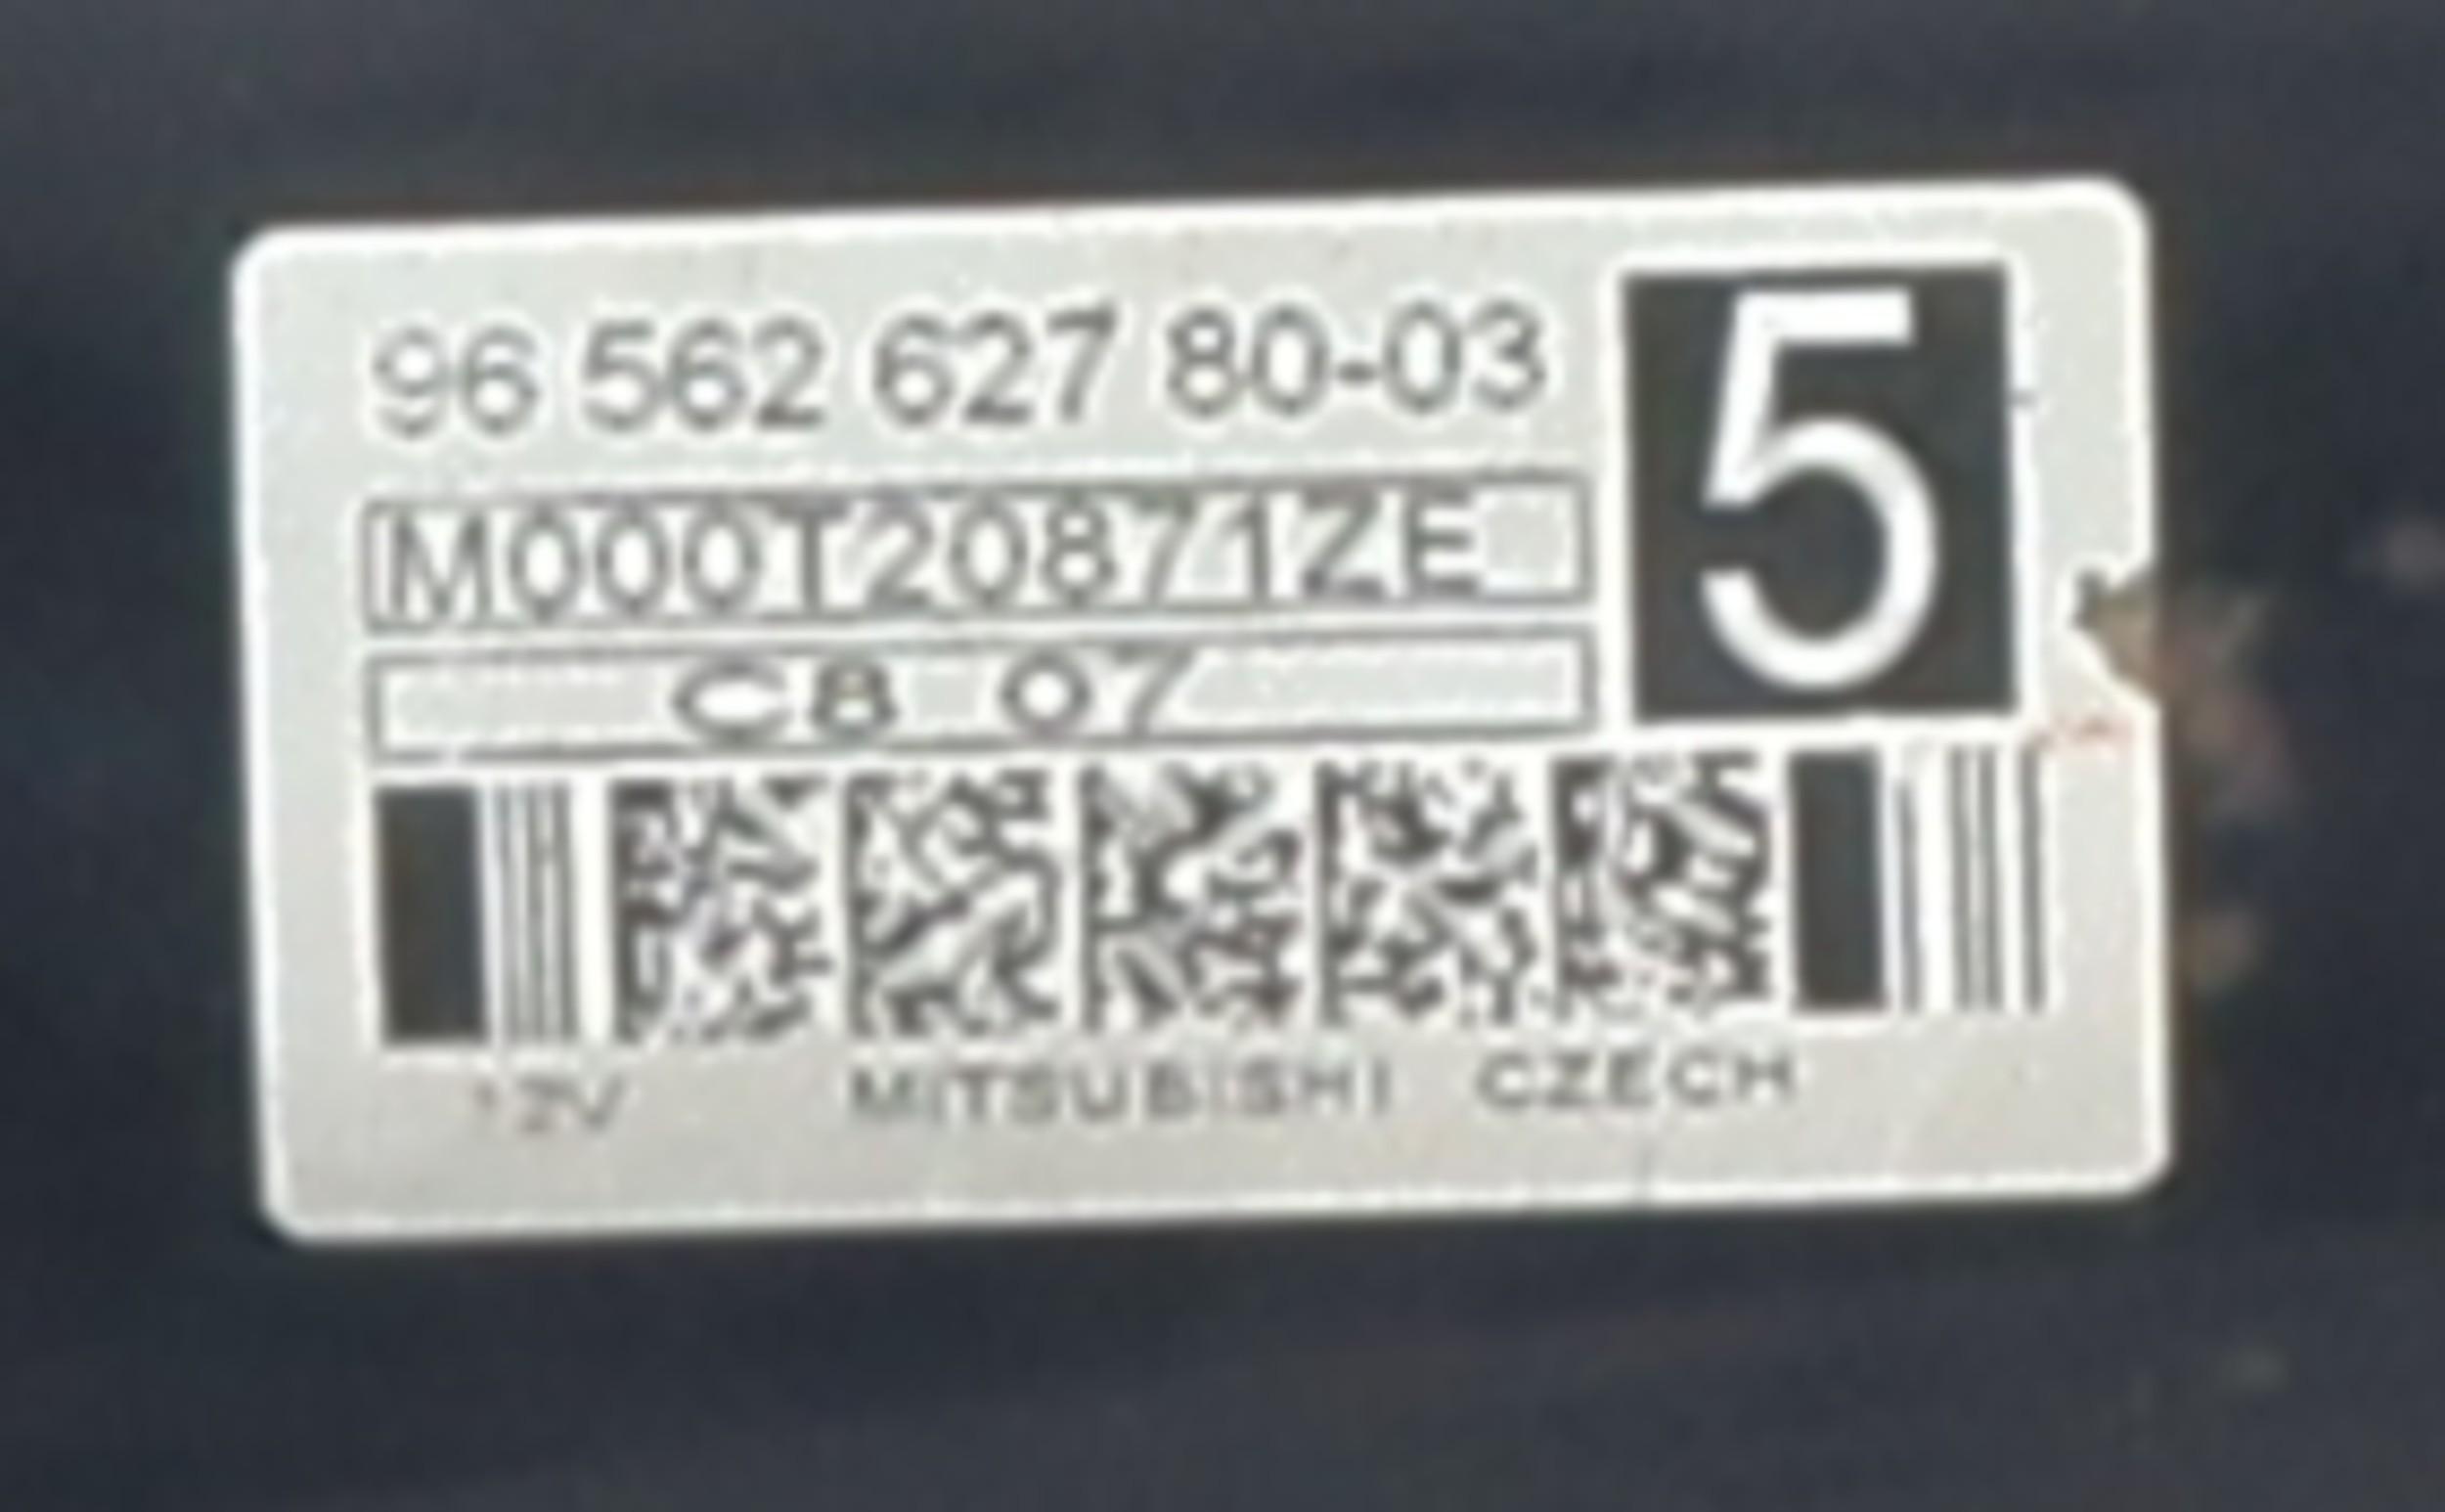 96 562 627 80-03
5
M000T20871ZE
C8 07
12V MITSUBISHI CZECH